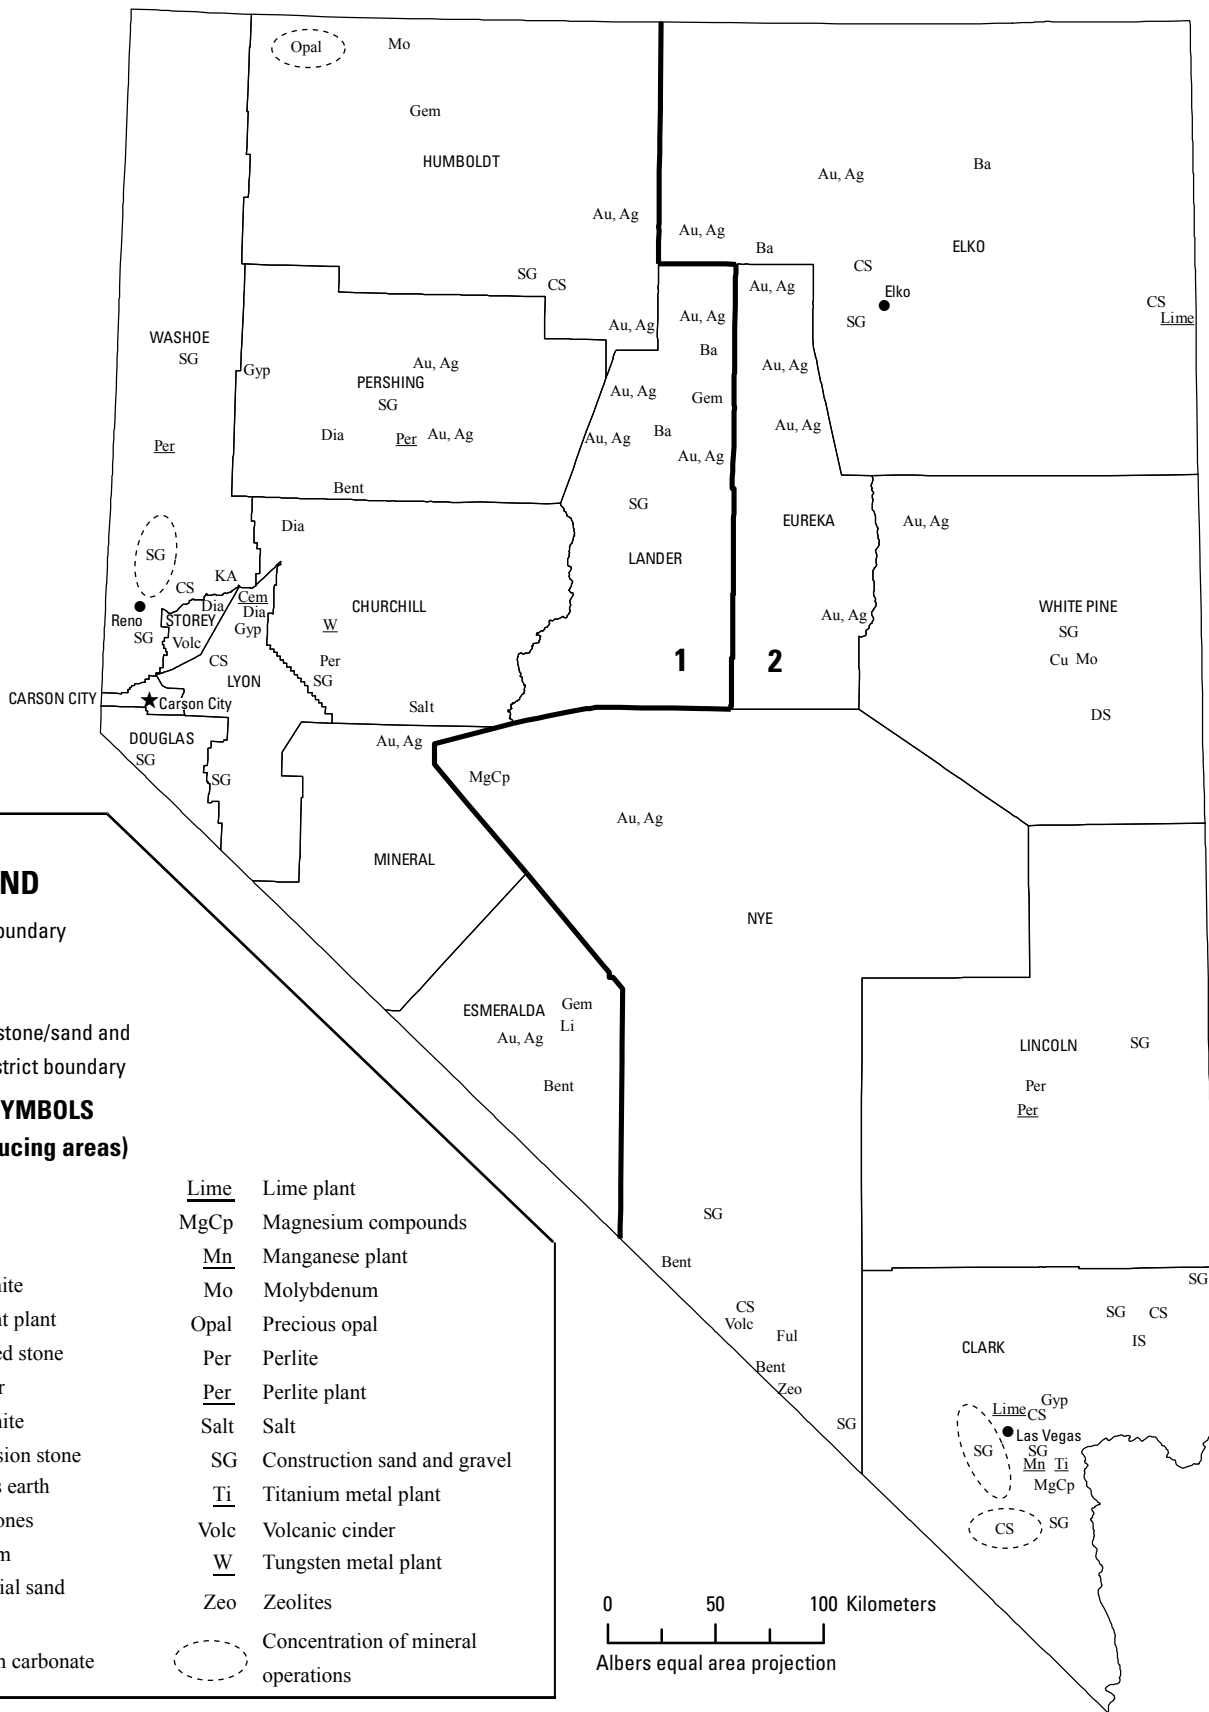 Opal
Mo
Gem
HUMBOLDT
Ba
Au, Ag
Au, Ag
Au, Ag
Ba
ELKO
SG
CS
CS
Au, Ag
Elko
CS
Lime
Au, Ag
Au, Ag
SG
WASHOE
SG
Ba
Gyp
Au, Ag
Au, Ag
PERSHING
SG
Au, Ag
Gem
Per
Dia
Per
Au, Ag
Au, Ag
Ba
Au, Ag
Au, Ag
Bent
SG
Dia
EUREKA
Au, Ag
SG
LANDER
KA
CS
Cem
Dia
Reno
STOREY
Dia
CHURCHILL
WHITE PINE
Au, Ag
SG
Volc
Gyp
W
SG
CS
Per
1
2
Cu Mo
LYON
SG
CARSON CITY
Carson City
Salt
DS
DOUGLAS
SG
Au, Ag
SG
MgCp
Au, Ag
MINERAL
NYE
ESMERALDA
Gem
Li
Au, Ag
LINCOLN
SG
Bent
Per
Per
SG
Bent
CS
Volc
Ful
Bent
Zeo
SG
SG
SG
CS
IS
CLARK
Gyp
Lime
CS
Las Vegas
SG
SG
Mn
Ti
MgCp
CS
SG
ND
oundary
stone/sand and
strict boundary
YMBOLS
ucing areas)
Lime Lime plant
MgCp Magnesium compounds
Mn Manganese plant
ite Mo Molybdenum
t plant Opal Precious opal
ed stone Per Perlite
r Per Perlite plant
ite Salt Salt
sion stone SG Construction sand and gravel
s earth Ti Titanium metal plant
ones Volc Volcanic cinder
m W Tungsten metal plant
ial sand Zeo Zeolites
n carbonate Concentration of mineral
operations
0 50 100 Kilometers
Albers equal area projection